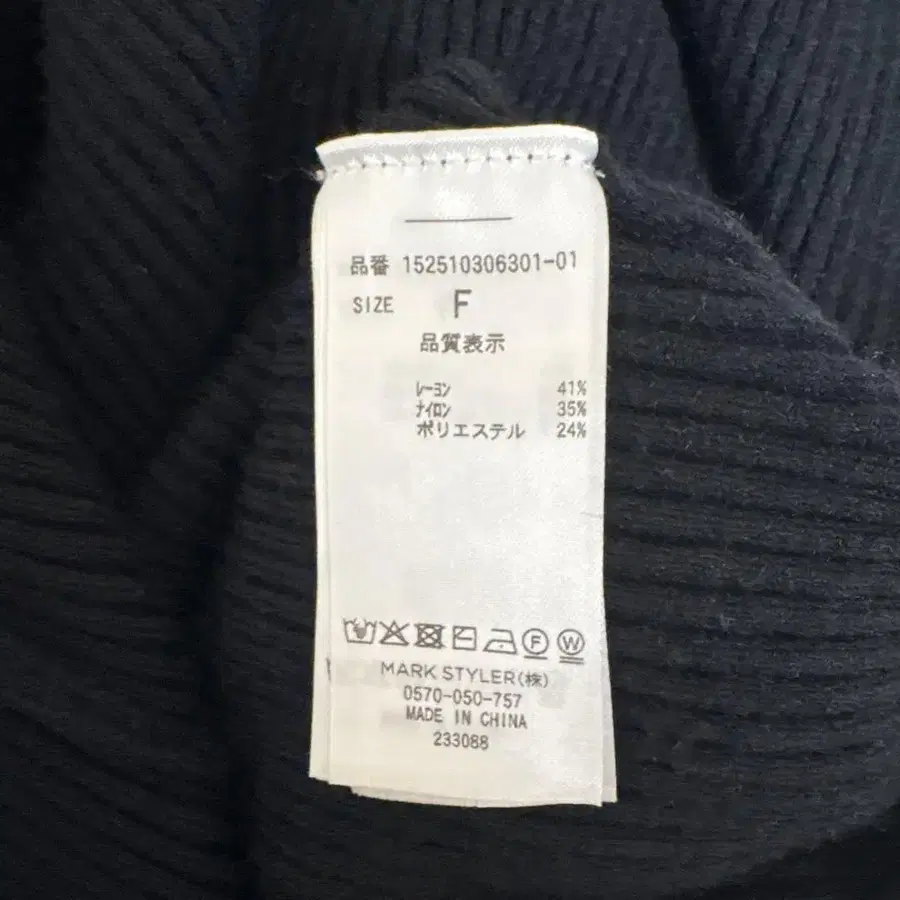 品番 152510306301-01
SIZE F
品質表示
レーヨン 41%
ナイロン 35%
ポリエステル 24%
F W
MARK STYLER(株)
0570-050-757
MADE IN CHINA
233088